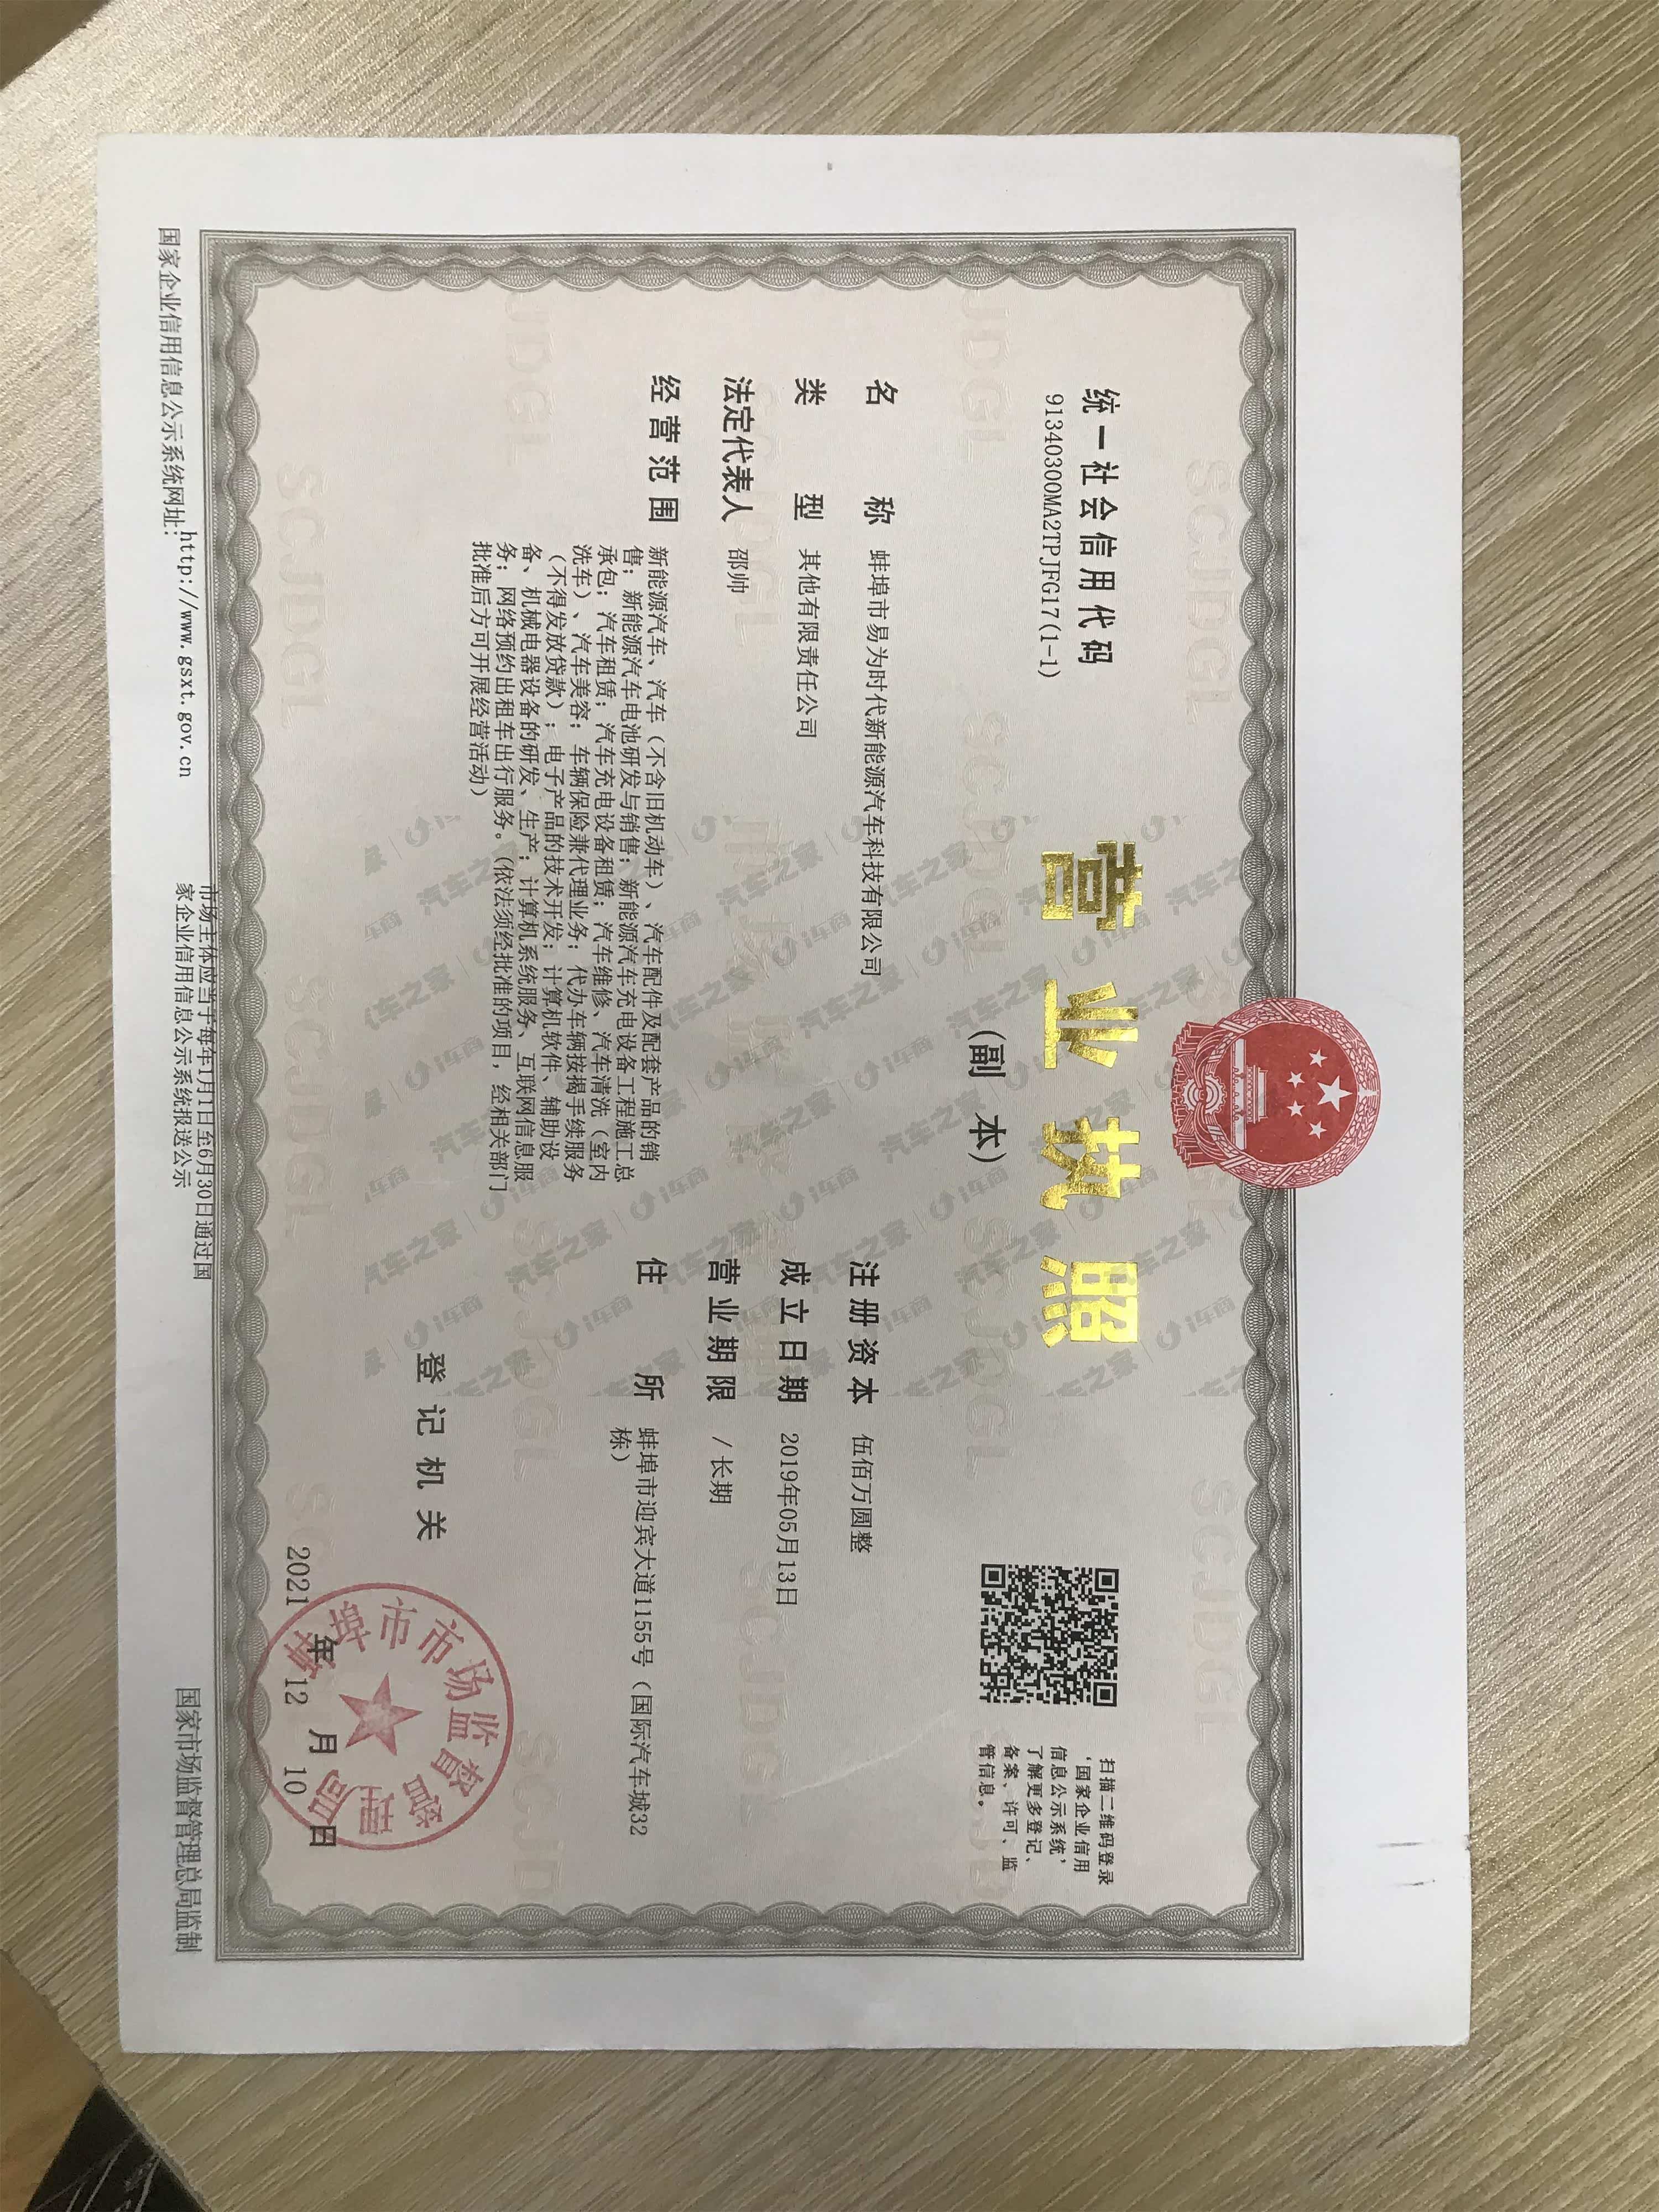 统一社会信用代码
91340300MA2TPJFG17(1-1)
营业执照
（副 本）
扫描二维码登录
‘国家企业信用
信息公示系统’
了解更多登记、
备案、许可、监
管信息。
名 称 蚌埠市易为时代新能源汽车科技有限公司
类 型 其他有限责任公司
法定代表人 邵帅
经营范围 新能源汽车、汽车（不含旧机动车）、汽车配件及配套产品的销
售；新能源汽车电池研发与销售；新能源汽车充电设备工程施工总
承包；汽车租赁；汽车充电设备租赁；汽车维修、汽车清洗（室内
洗车）、汽车美容；车辆保险兼代理业务；代办车辆按揭手续服务
（不得发放贷款）；电子产品的技术开发；计算机软件、辅助设
备、机械电器设备的研发、生产；计算机系统服务、互联网信息服
务；网络预约出租车出行服务。（依法须经批准的项目，经相关部门
批准后方可开展经营活动）
注册资本 伍佰万圆整
成立日期 2019年05月13日
营业期限 / 长期
住 所 蚌埠市迎宾大道1155号（国际汽车城32
栋）
登记机关
蚌埠市市场监督管理局
2021 年 12 月 10 日
国家企业信用信息公示系统网址：http://www.gsxt.gov.cn
市场主体应当于每年1月1日至6月30日通过国
家企业信用信息公示系统报送公示
国家市场监督管理总局监制
汽车之家 | i车商
SCJDGL